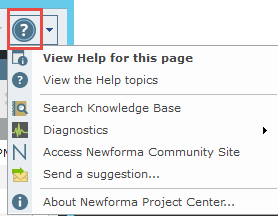 View Help for this page
View the Help topics
Search Knowledge Base
Diagnostics
Access Newforma Community Site
Send a suggestion...
About Newforma Project Center...